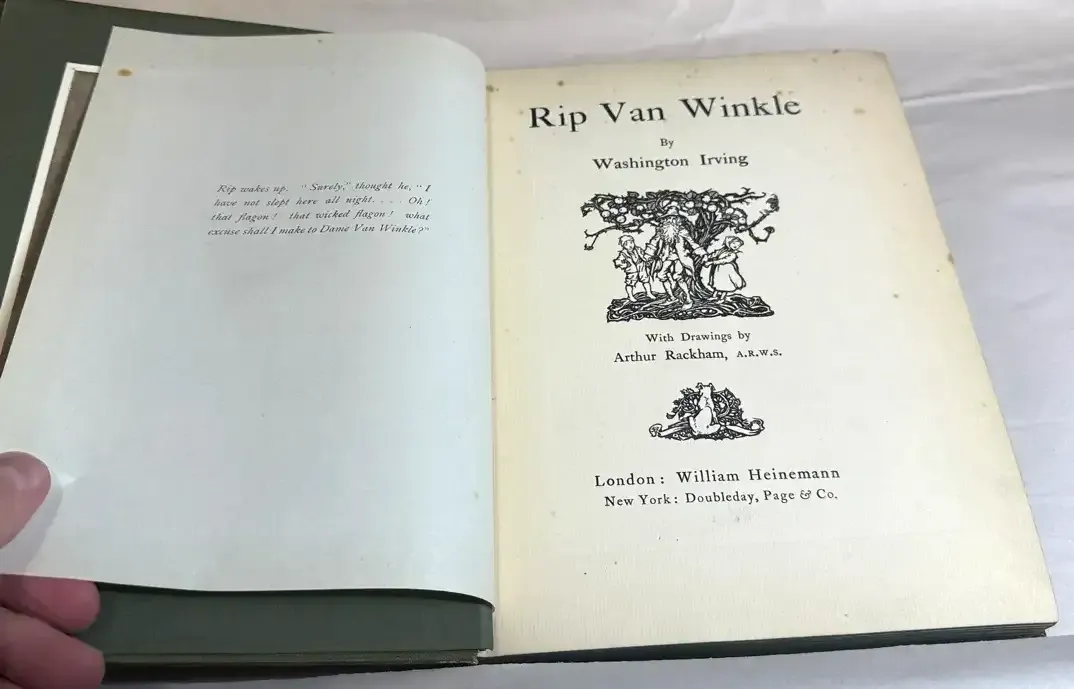 Rip wakes up. "Surely," thought he, "I
have not slept here all night. . . . Oh!
that flagon! that wicked flagon! what
excuse shall I make to Dame Van Winkle?"
Rip Van Winkle
By
Washington Irving
With Drawings by
Arthur Rackham, A.R.W.S.
London: William Heinemann
New York: Doubleday, Page & Co.